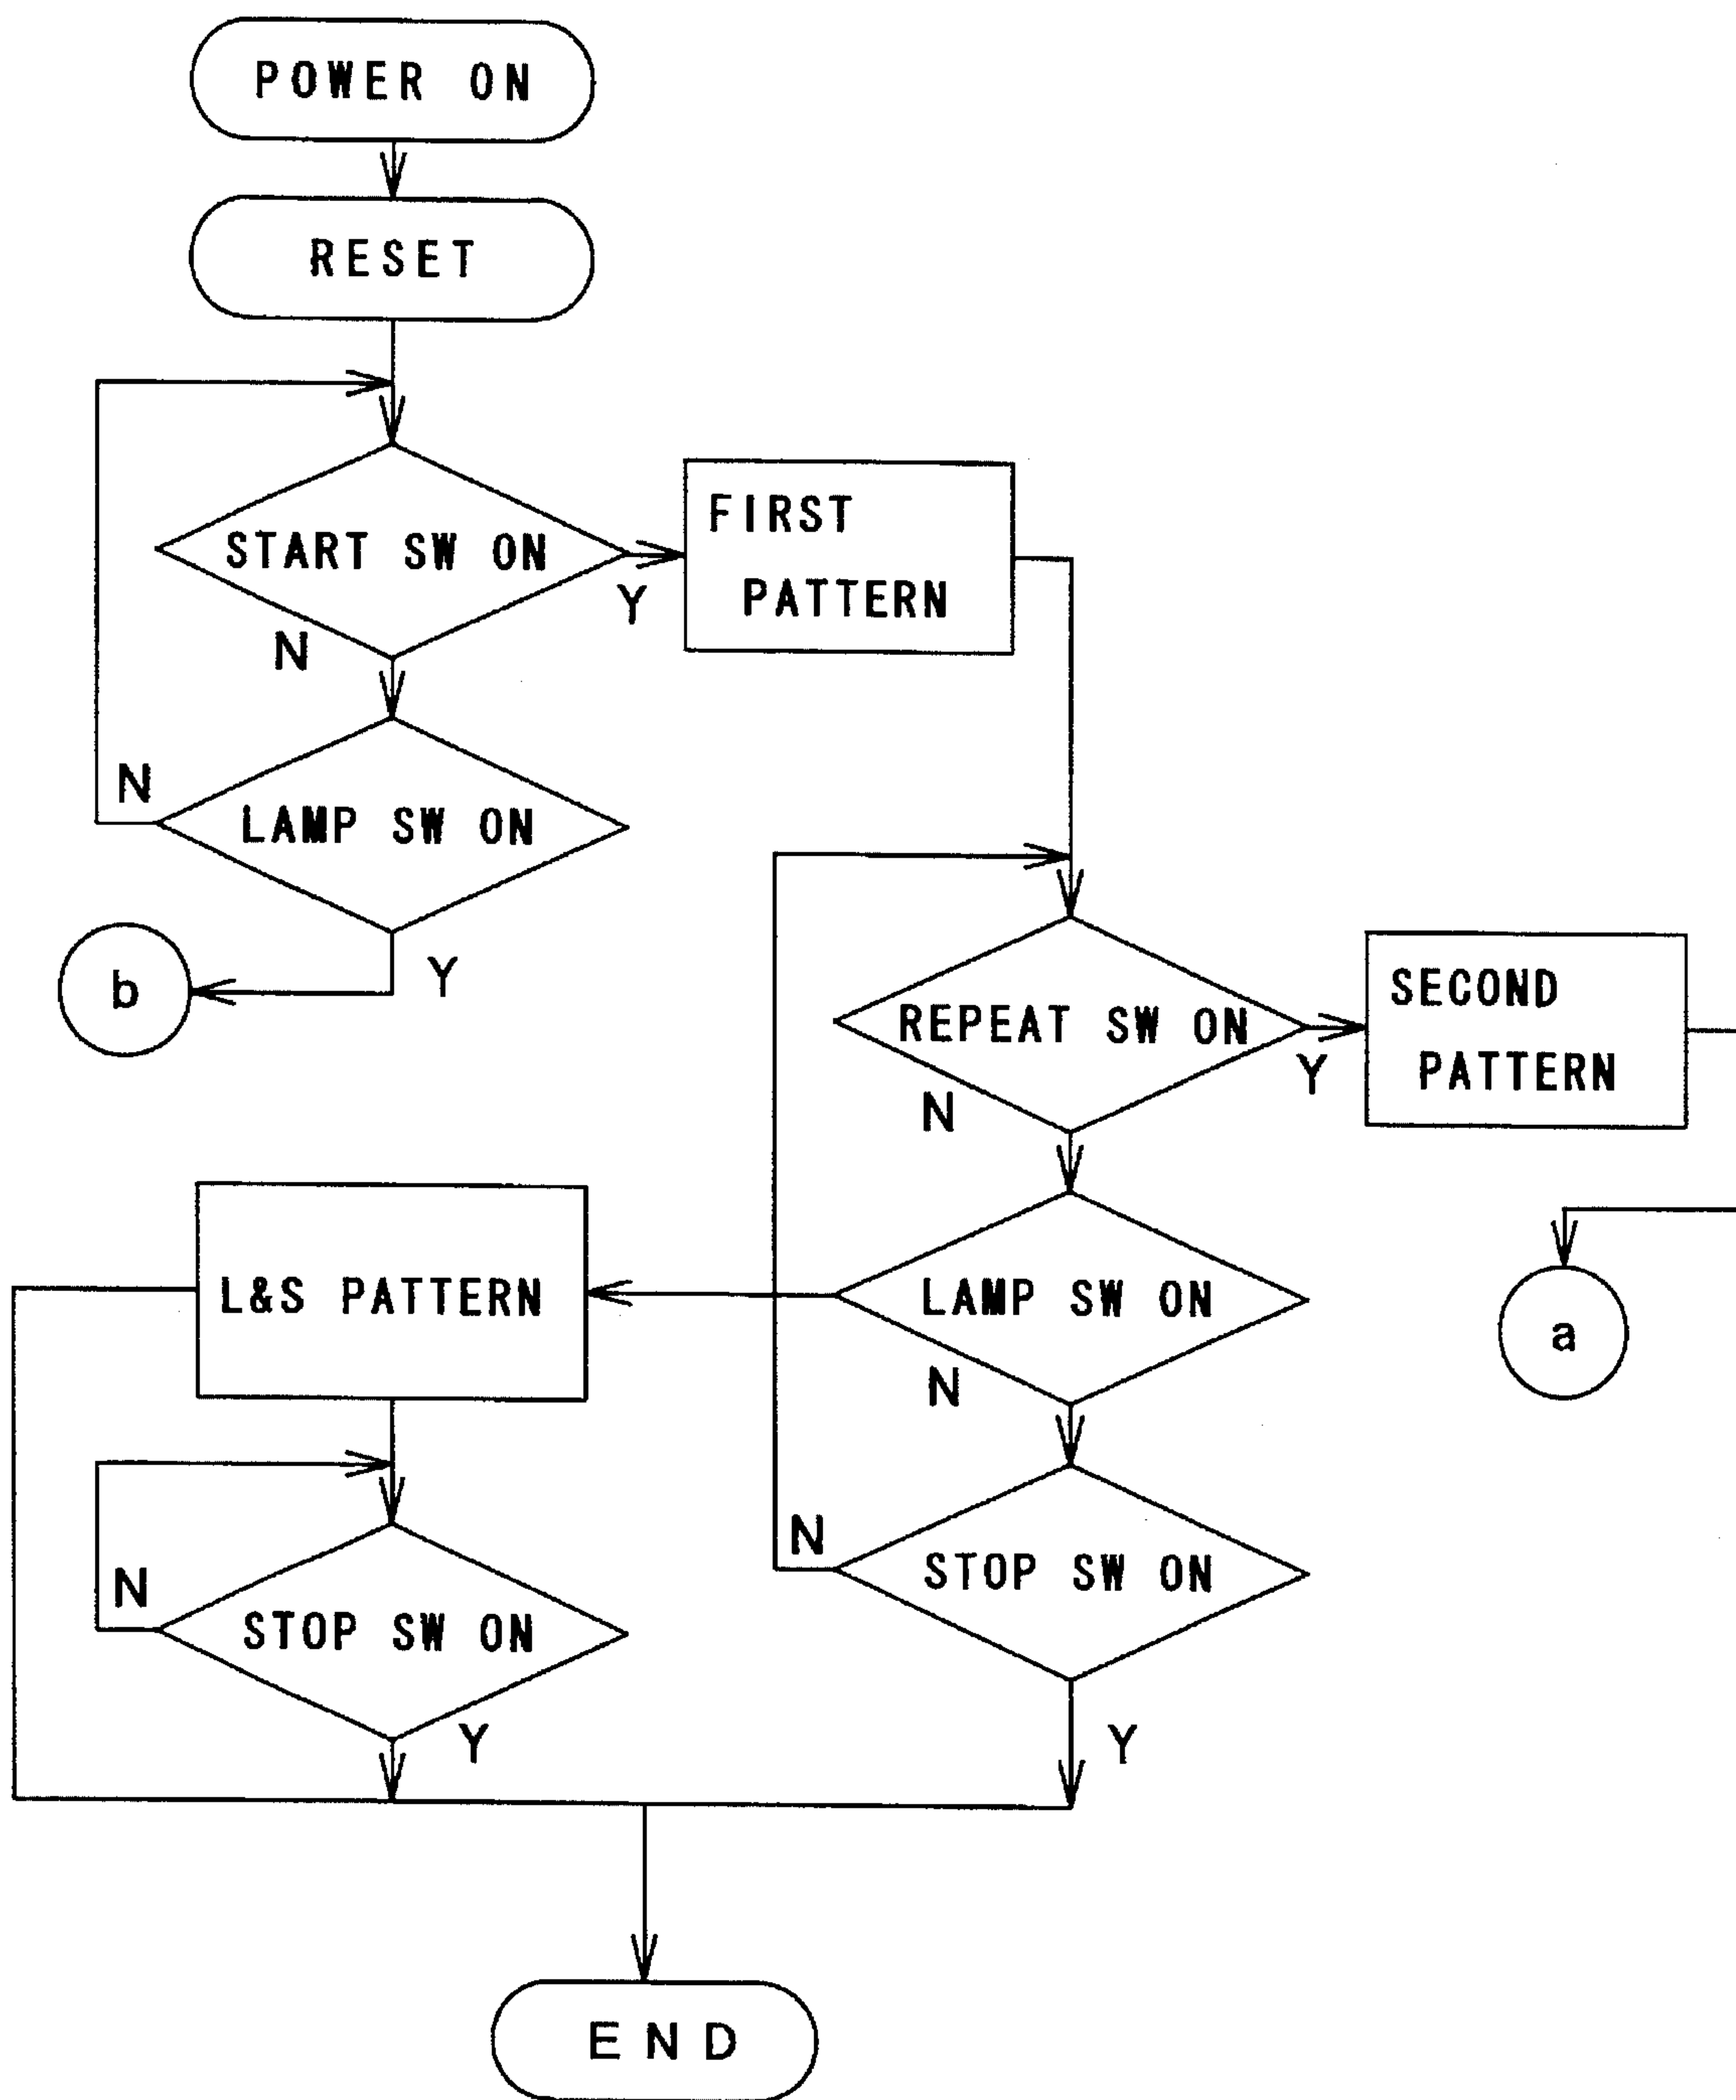 POWER ON
RESET
START SW ON
Y
N
FIRST
PATTERN
LAMP SW ON
N
Y
b
REPEAT SW ON
Y
N
SECOND
PATTERN
a
LAMP SW ON
N
L&S PATTERN
STOP SW ON
N
Y
STOP SW ON
N
Y
END